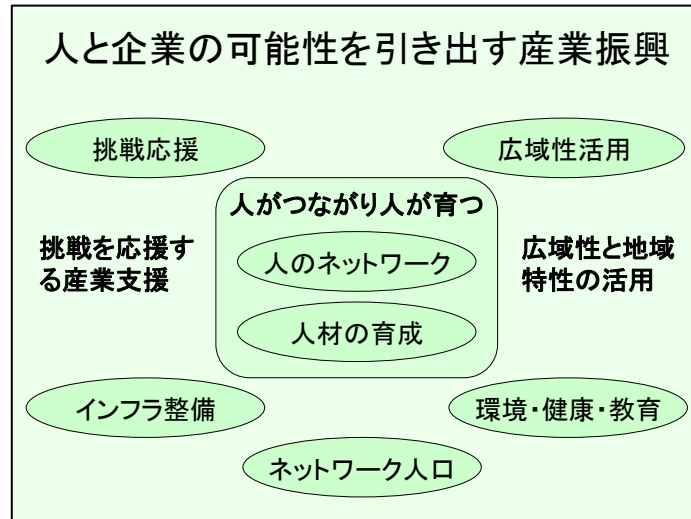 人と企業の可能性を引き出す産業振興
挑戦応援
広域性活用
人がつながり人が育つ
挑戦を応援す
る産業支援
人のネットワーク
広域性と地域
特性の活用
人材の育成
インフラ整備
環境・健康・教育
ネットワーク人口